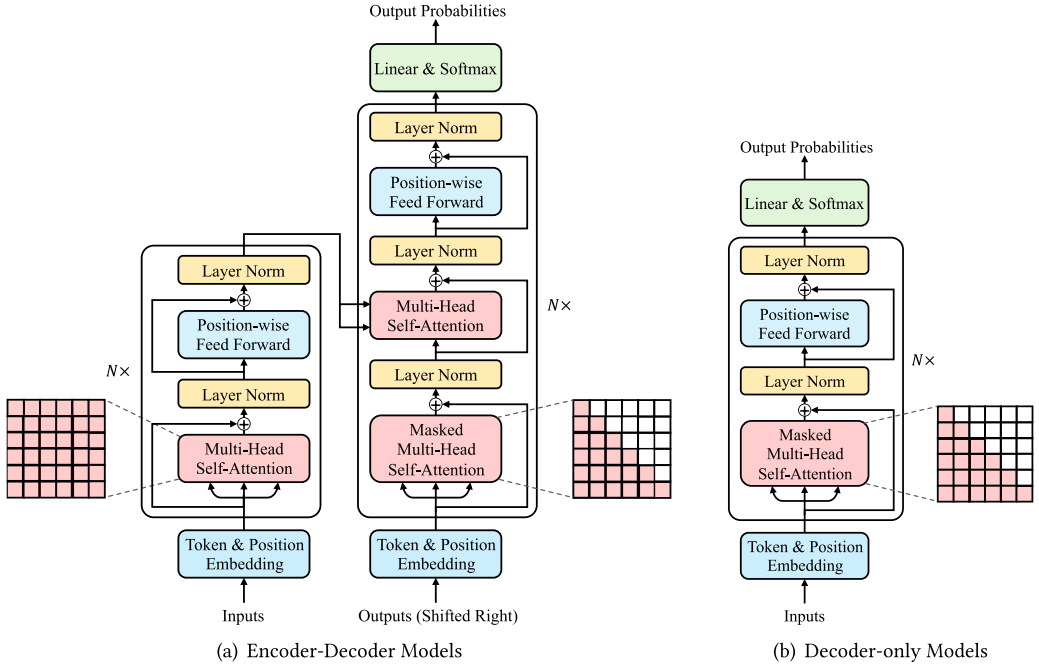 Output Probabilities
Linear & Softmax
Layer Norm
Position-wise
Feed Forward
Layer Norm
Multi-Head
Self-Attention
N×
Layer Norm
Masked
Multi-Head
Self-Attention
Token & Position
Embedding
Outputs (Shifted Right)
Layer Norm
Position-wise
Feed Forward
N×
Layer Norm
Multi-Head
Self-Attention
Token & Position
Embedding
Inputs
(a) Encoder-Decoder Models
Output Probabilities
Linear & Softmax
Layer Norm
Position-wise
Feed Forward
N×
Layer Norm
Masked
Multi-Head
Self-Attention
Token & Position
Embedding
Inputs
(b) Decoder-only Models